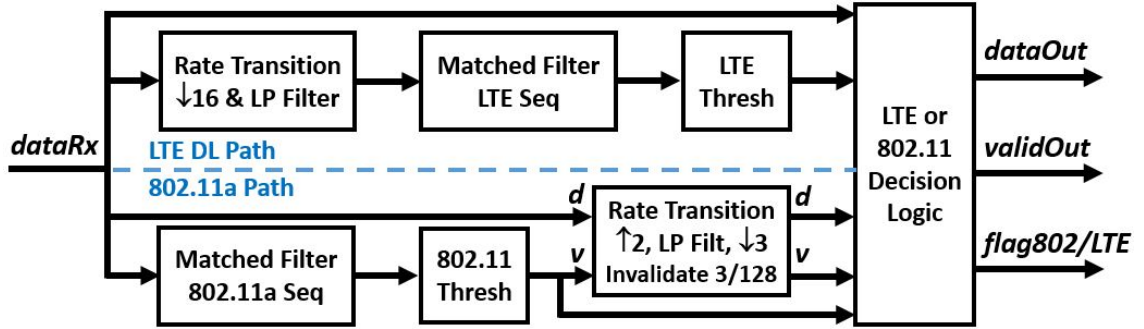 Rate Transition
↓16 & LP Filter
Matched Filter
LTE Seq
LTE
Thresh
dataRx
LTE DL Path
802.11a Path
d
Rate Transition
↑2, LP Filt, ↓3
Invalidate 3/128
d
v
v
Matched Filter
802.11a Seq
802.11
Thresh
LTE or
802.11
Decision
Logic
dataOut
validOut
flag802/LTE